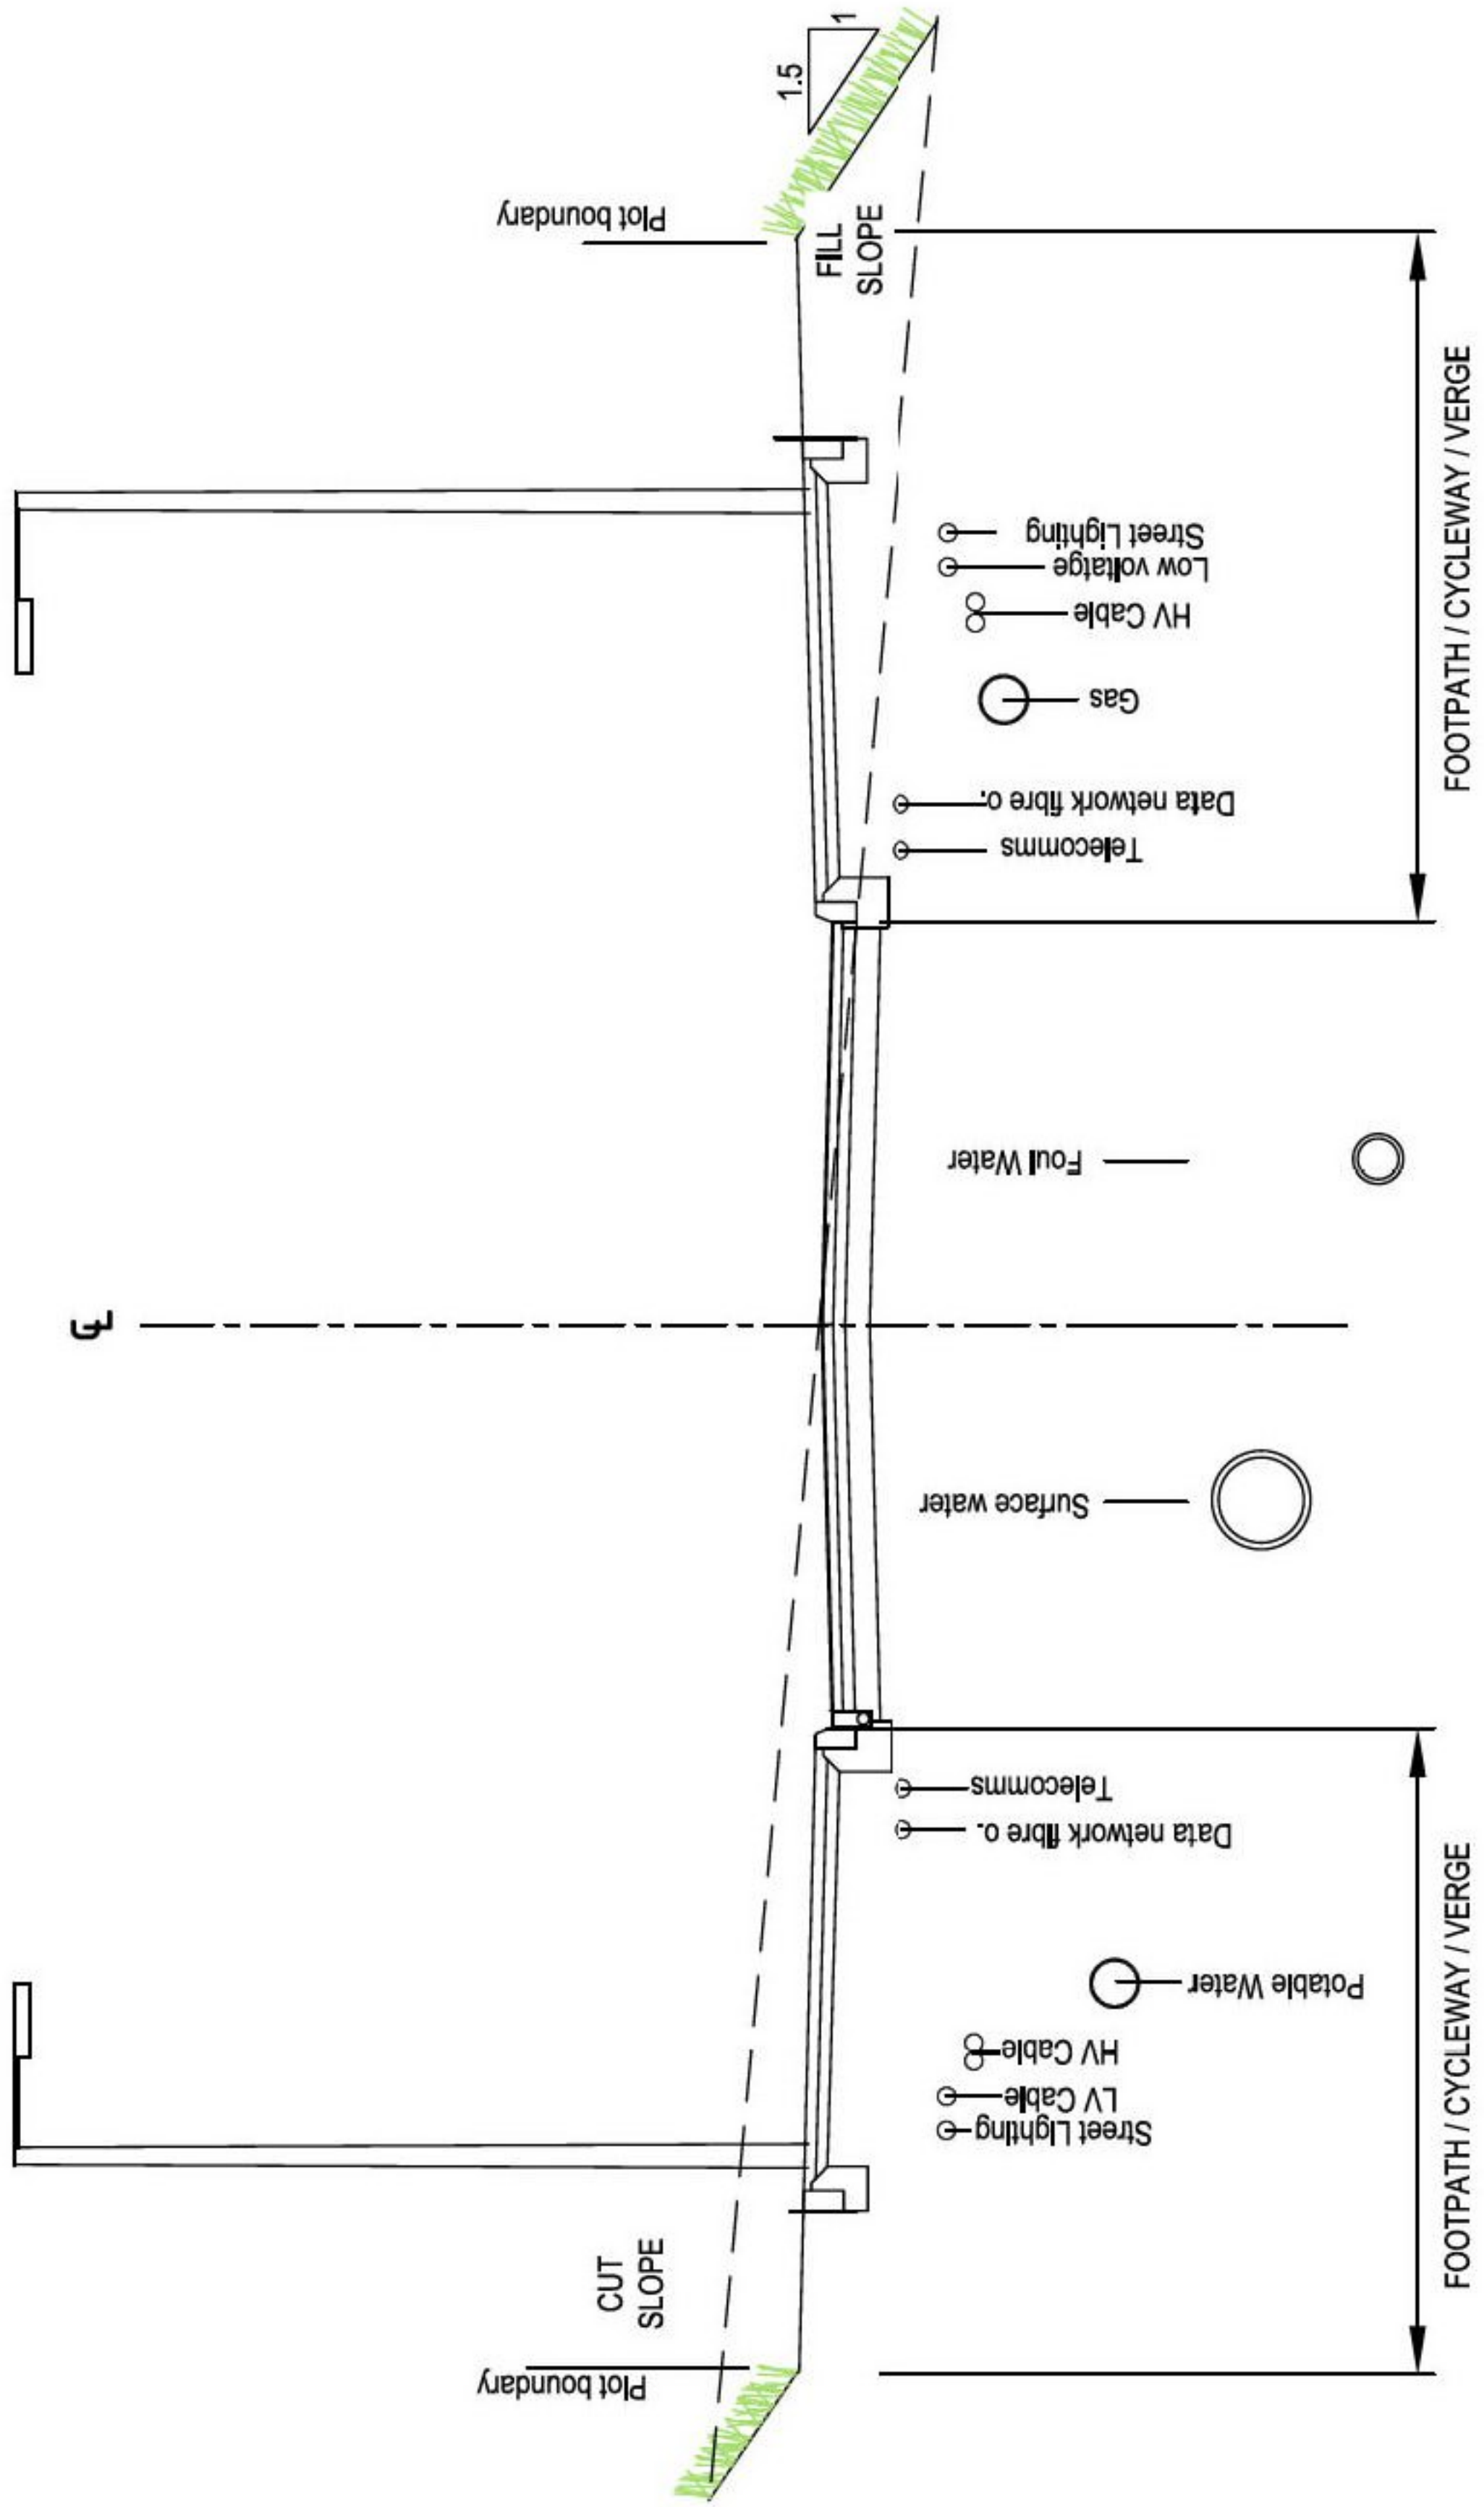 ℄
1.5
1
Plot boundary
Plot boundary
CUT
SLOPE
FILL
SLOPE
Street Lighting
LV Cable
HV Cable
Potable Water
Data network fibre o.
Telecomms
Surface water
Foul Water
Telecomms
Data network fibre o.
Gas
HV Cable
Low voltatge
Street Lighting
FOOTPATH / CYCLEWAY / VERGE
FOOTPATH / CYCLEWAY / VERGE